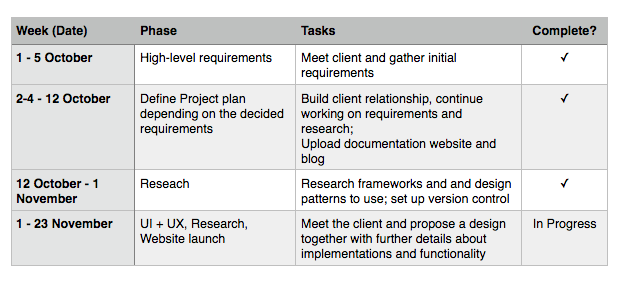 Week (Date) Phase Tasks Complete?
1 - 5 October High-level requirements Meet client and gather initial ✓
requirements
2-4 - 12 October Define Project plan Build client relationship, continue ✓
depending on the decided working on requirements and
requirements research;
Upload documentation website and
blog
12 October - 1 Reseach Research frameworks and and design ✓
November patterns to use; set up version control
1 - 23 November UI + UX, Research, Meet the client and propose a design In Progress
Website launch together with further details about
implementations and functionality